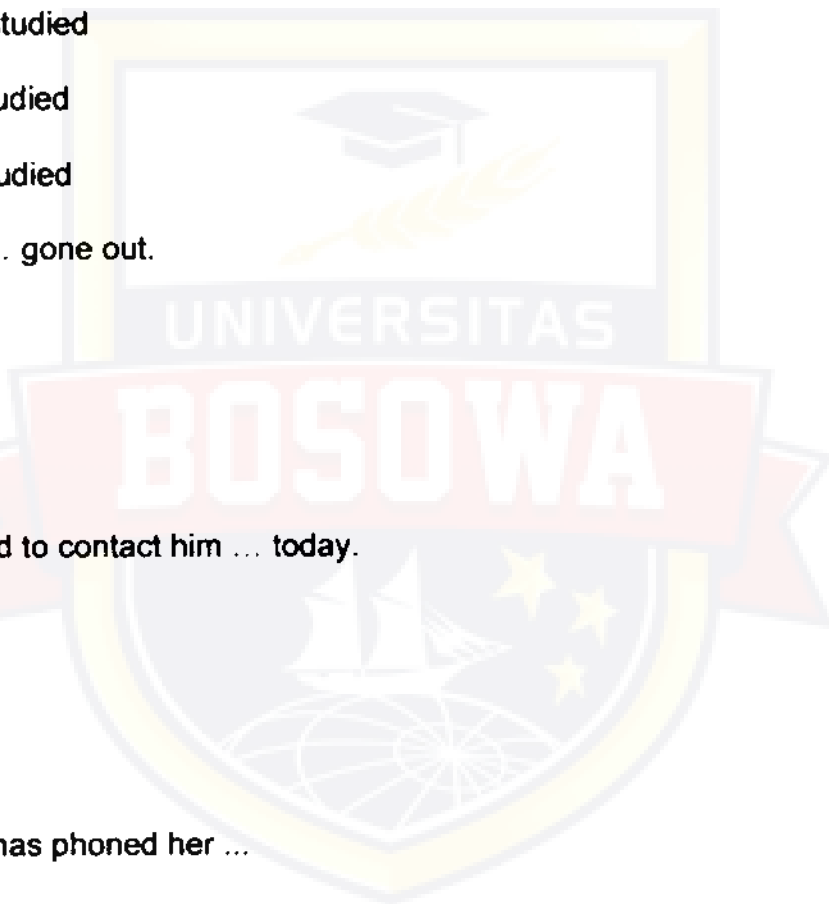 tudied
udied
udied
.. gone out.
UNIVERSITAS
BOSOWA
d to contact him ... today.
has phoned her ...